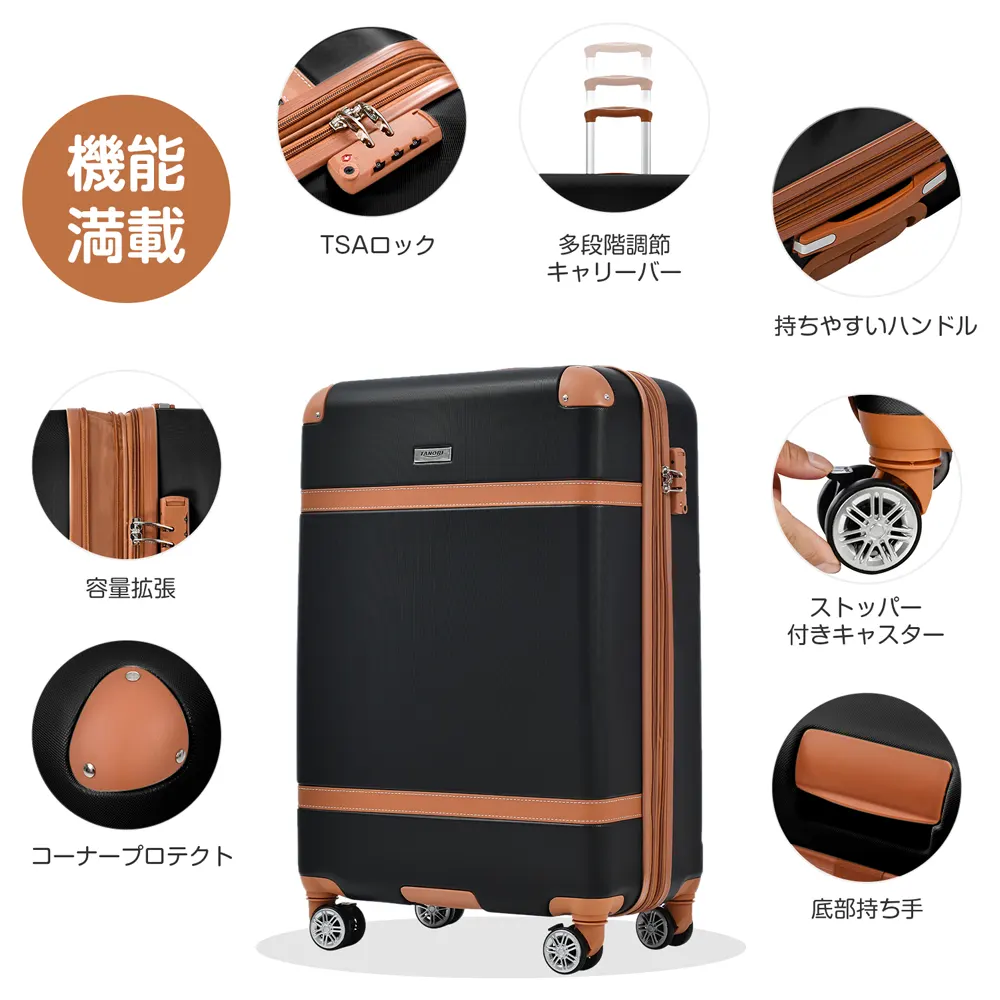 機能
満載
TSAロック
多段階調節
キャリーバー
持ちやすいハンドル
TANOBI
容量拡張
ストッパー
付きキャスター
コーナープロテクト
底部持ち手